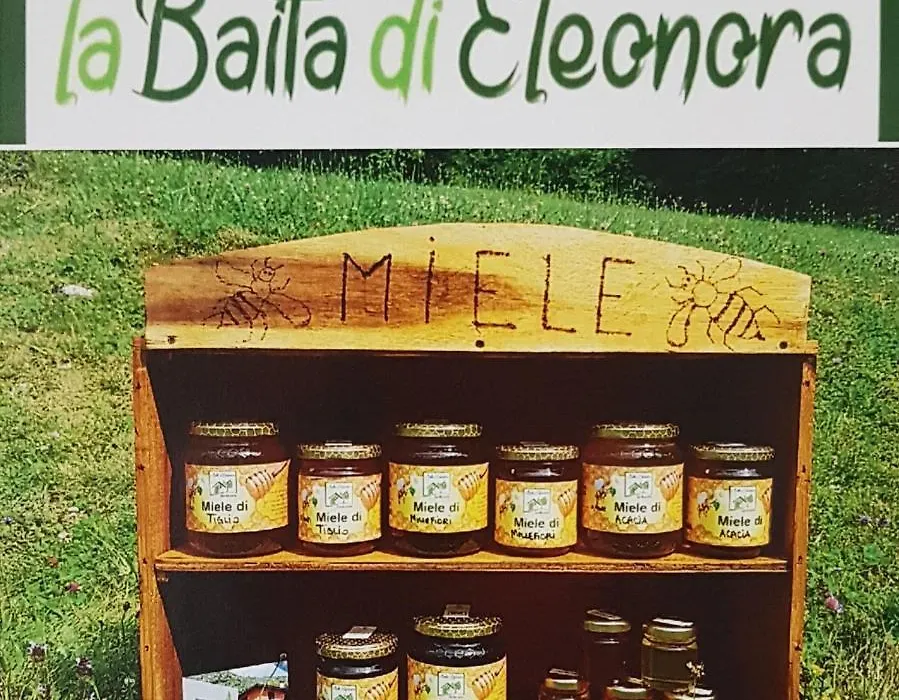 la Baita di Eleonora
MiELE
Miele di
TIGLIO
Miele di
TIGLIO
Miele di
MILLEFIORI
Miele di
MILLEFIORI
Miele di
ACACIA
Miele di
ACACIA